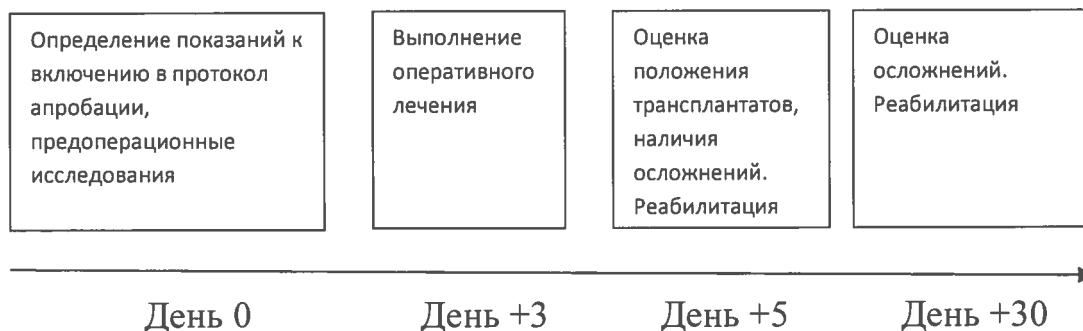 Определение показаний к
включению в протокол
апробации,
предоперационные
исследования
Выполнение
оперативного
лечения
Оценка
положения
трансплантатов,
наличия
осложнений.
Реабилитация
Оценка
осложнений.
Реабилитация
День 0
День +3
День +5
День +30